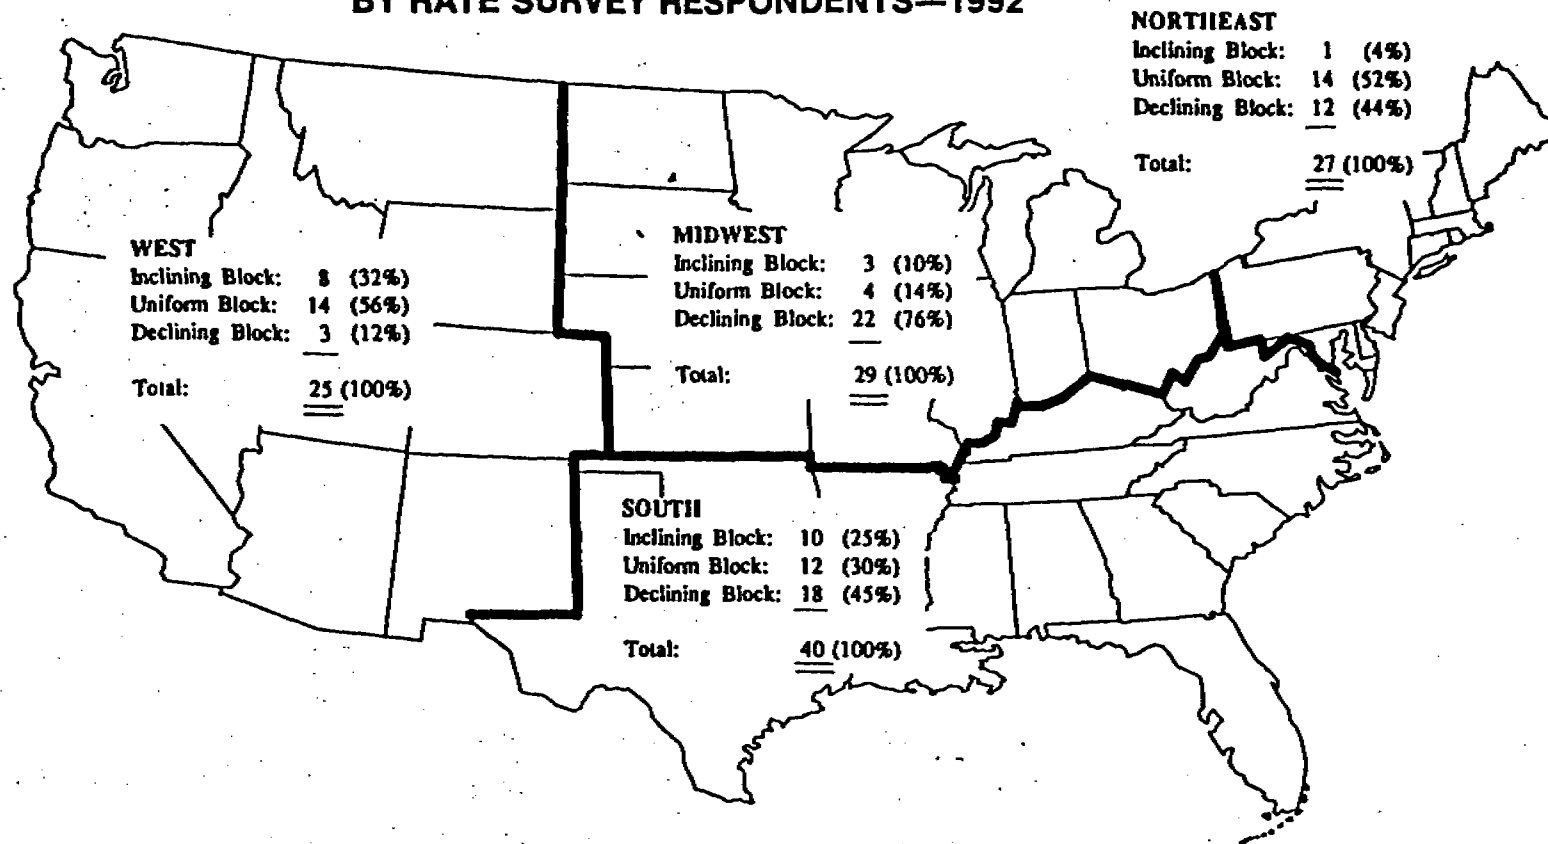 BY RATE SURVEY RESPONDENTS—1992
NORTHEAST
Inclining Block: 1 (4%)
Uniform Block: 14 (52%)
Declining Block: 12 (44%)
Total: 27 (100%)
WEST
Inclining Block: 8 (32%)
Uniform Block: 14 (56%)
Declining Block: 3 (12%)
Total: 25 (100%)
MIDWEST
Inclining Block: 3 (10%)
Uniform Block: 4 (14%)
Declining Block: 22 (76%)
Total: 29 (100%)
SOUTH
Inclining Block: 10 (25%)
Uniform Block: 12 (30%)
Declining Block: 18 (45%)
Total: 40 (100%)